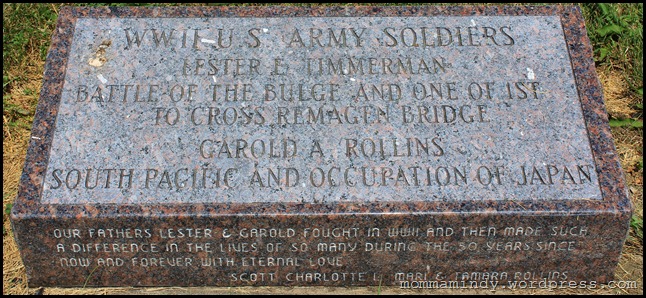 WWII U.S. ARMY SOLDIERS
LESTER E. TIMMERMAN
BATTLE OF THE BULGE AND ONE OF 1ST
TO CROSS REMAGEN BRIDGE
GAROLD A. ROLLINS
SOUTH PACIFIC AND OCCUPATION OF JAPAN
OUR FATHERS LESTER & GAROLD FOUGHT IN WWII AND THEN MADE SUCH
A DIFFERENCE IN THE LIVES OF SO MANY DURING THE 50 YEARS SINCE
NOW AND FOREVER WITH ETERNAL LOVE
SCOTT CHARLOTTE MARI & TAMARA ROLLINS
mommamindy.wordpress.com